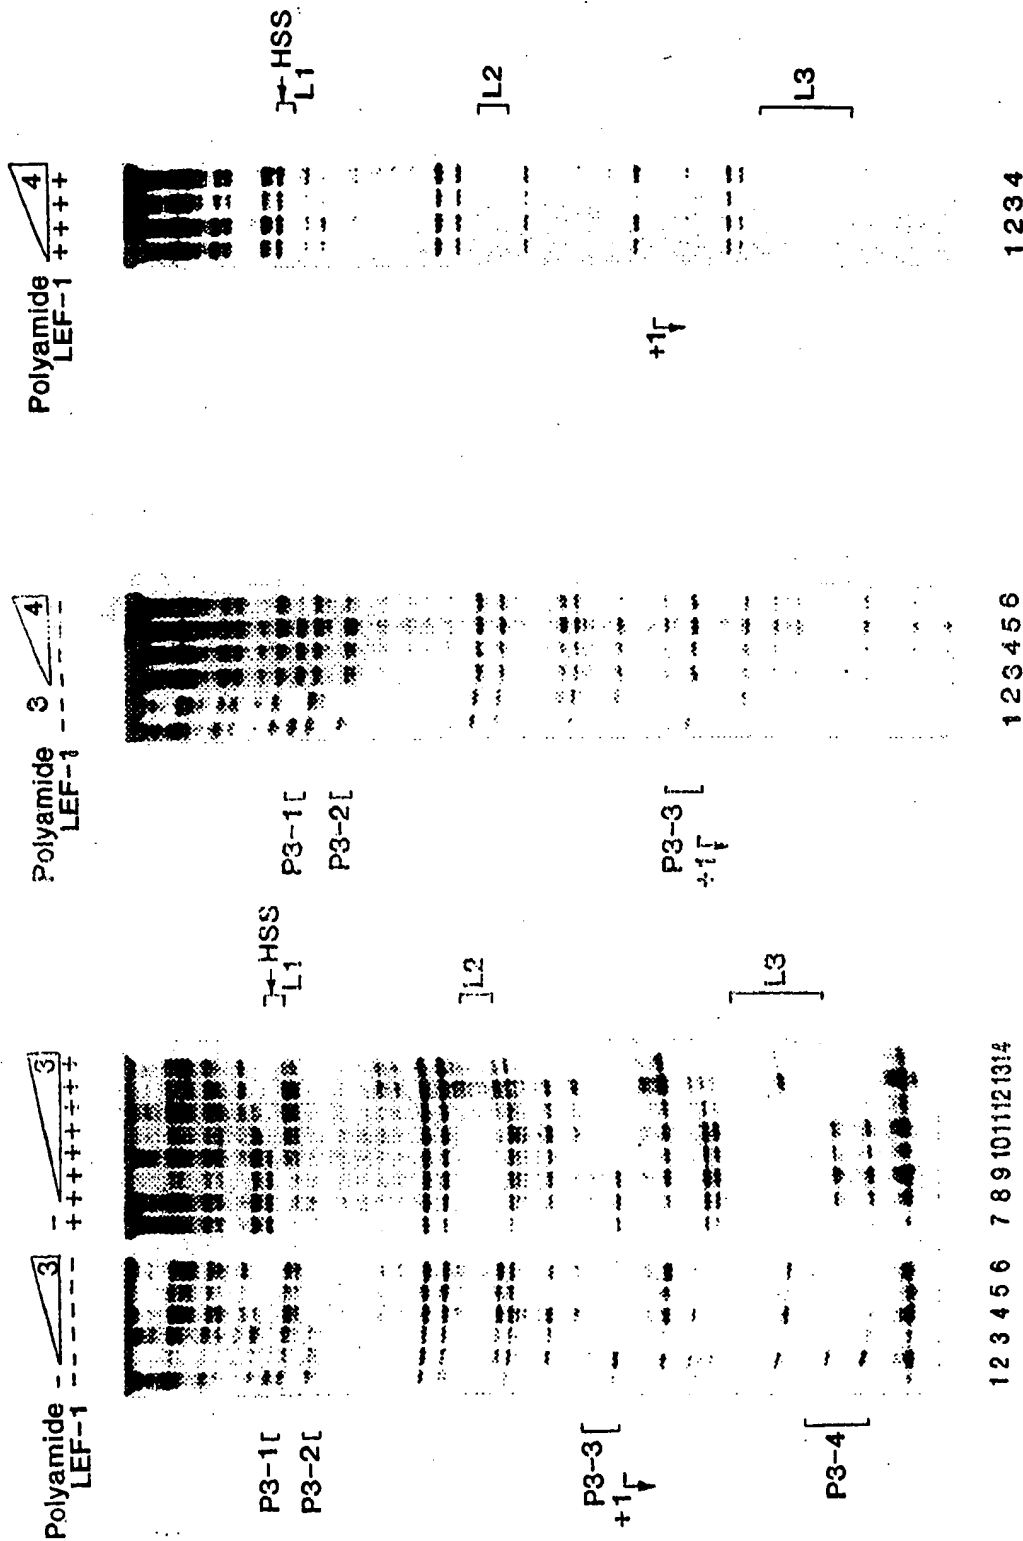 Polyamide - 3 - 3
LEF-1 - - - - - - + + + + + + + +
P3-1
P3-2
P3-3
+1
P3-4
HSS
L1
L2
L3
1 2 3 4 5 6 7 8 9 10 11 12 13 14
Polyamide 3 4
LEF-1 - - - - - -
P3-1
P3-2
P3-3
+1
1 2 3 4 5 6
Polyamide 4
LEF-1 + + + +
+1
HSS
L1
L2
L3
1 2 3 4